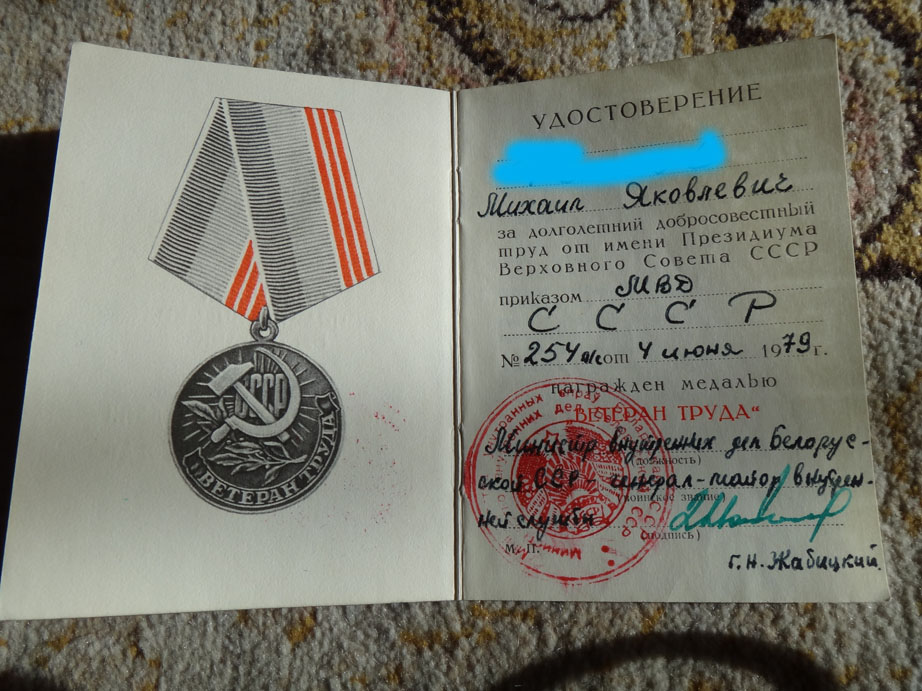 СССР
ВЕТЕРАН ТРУДА
УДОСТОВЕРЕНИЕ
Михаил Яковлевич
за долголетний добросовестный
труд от имени Президиума
Верховного Совета СССР
приказом МВД
СССР
№ 254 л/с от 4 июня 1979 г.
награжден медалью
ВЕТЕРАН ТРУДА“
Министр внутренних дел Белорус-
(должность)
ской ССР - генерал-майор внутрен-
воинское звание
ней службы
(подпись)
М. П.
Г.Н. Жабицкий.